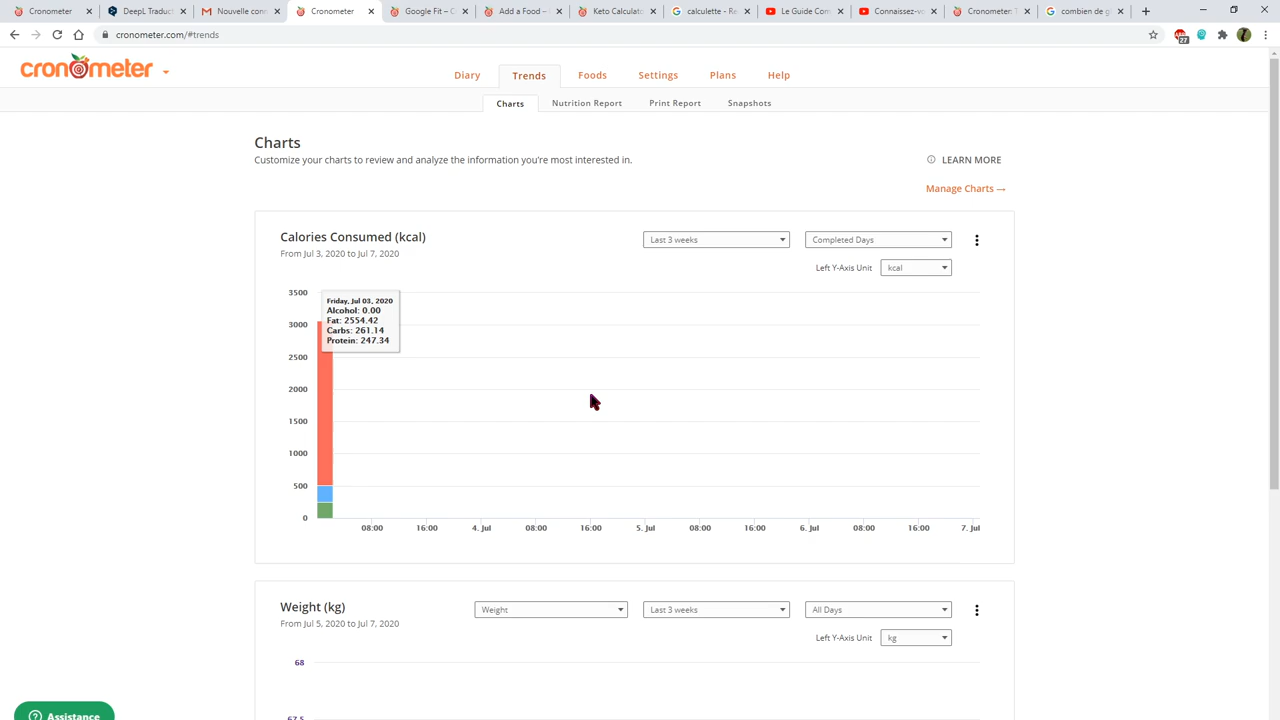 Cronometer
DeepL Traduct
Nouvelle conv
Cronometer
Google Fit – C
Add a Food –
Keto Calculato
calculette - Re
Le Guide Com
Connaissez-vo
Cronometer: T
combien de g
cronometer.com/#trends
27
cronometer
Diary
Trends
Foods
Settings
Plans
Help
Charts
Nutrition Report
Print Report
Snapshots
Charts
Customize your charts to review and analyze the information you're most interested in.
LEARN MORE
Manage Charts →
Calories Consumed (kcal)
From Jul 3, 2020 to Jul 7, 2020
Last 3 weeks
Completed Days
Left Y-Axis Unit
kcal
3500
3000
2500
2000
1500
1000
500
0
Friday, Jul 03, 2020
Alcohol: 0.00
Fat: 2554.42
Carbs: 261.14
Protein: 247.34
08:00
16:00
4. Jul
08:00
16:00
5. Jul
08:00
16:00
6. Jul
08:00
16:00
7. Jul
Weight (kg)
From Jul 5, 2020 to Jul 7, 2020
Weight
Last 3 weeks
All Days
Left Y-Axis Unit
kg
68
67.5
Assistance